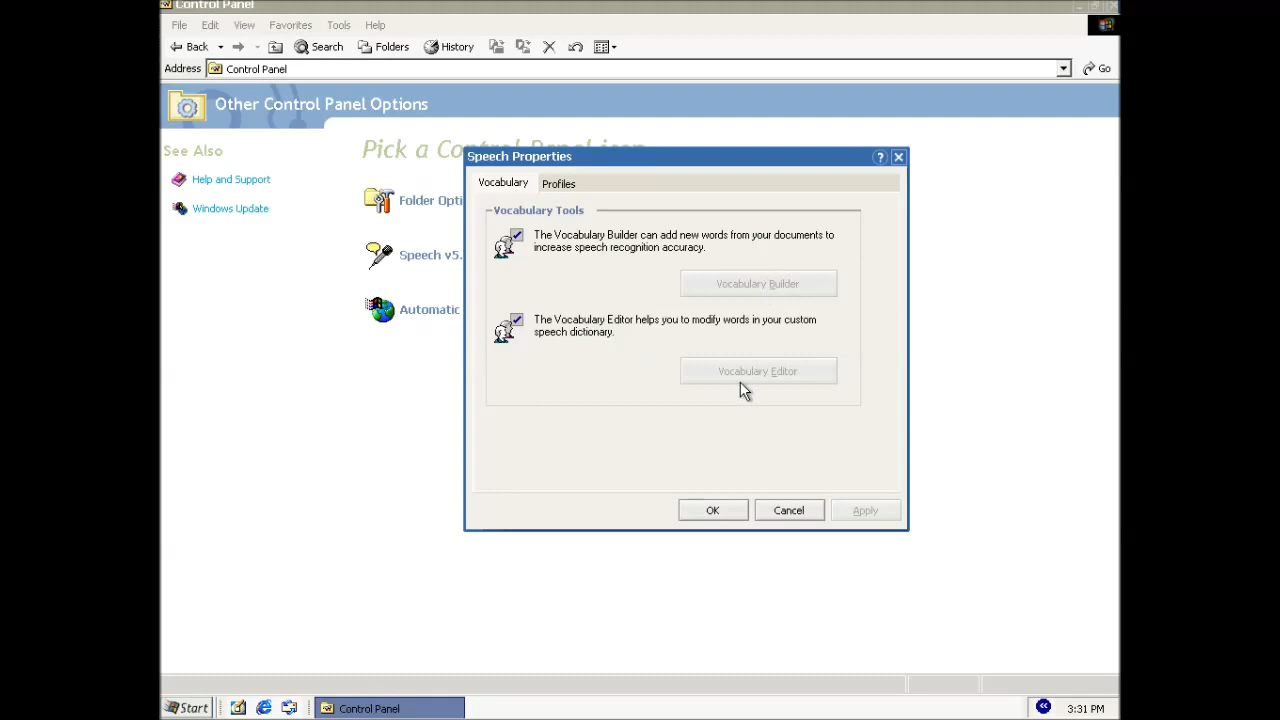 Control Panel
File Edit View Favorites Tools Help
Back Search Folders History
Address Control Panel Go
Other Control Panel Options
See Also
Help and Support
Windows Update
Pick a Control Panel icon
Folder Opti
Speech v5.
Automatic
Speech Properties
Vocabulary Profiles
Vocabulary Tools
The Vocabulary Builder can add new words from your documents to
increase speech recognition accuracy.
Vocabulary Builder
The Vocabulary Editor helps you to modify words in your custom
speech dictionary.
Vocabulary Editor
OK Cancel Apply
Start Control Panel 3:31 PM